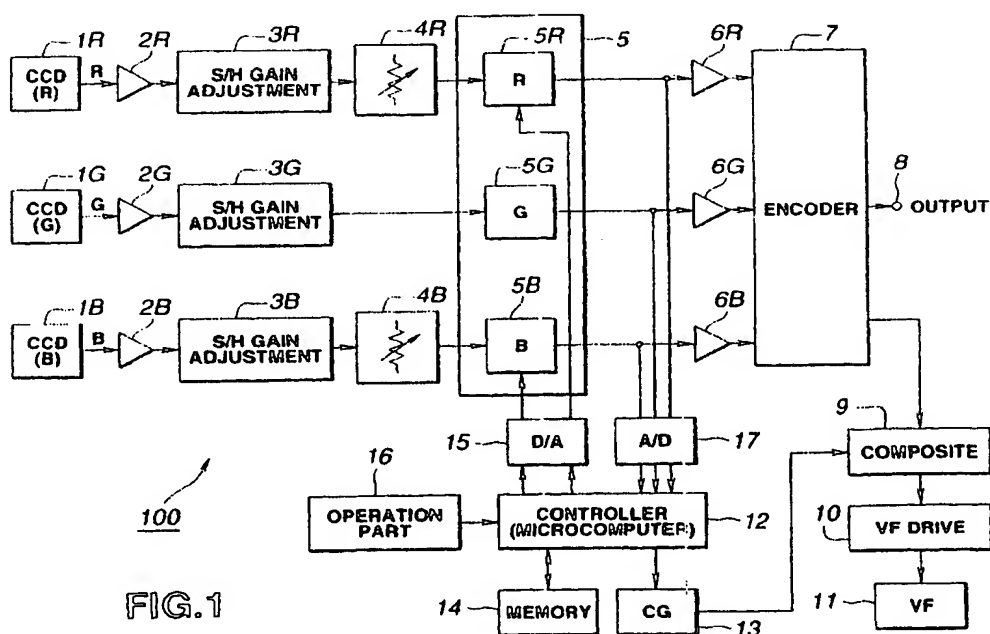 1R
2R
3R
4R
5R
5
6R
7
CCD
(R)
R
S/H GAIN
ADJUSTMENT
R
1G
2G
3G
5G
6G
8
CCD
(G)
G
S/H GAIN
ADJUSTMENT
G
ENCODER
OUTPUT
1B
2B
3B
4B
5B
6B
CCD
(B)
B
S/H GAIN
ADJUSTMENT
B
9
15
D/A
A/D
17
COMPOSITE
16
100
OPERATION
PART
CONTROLLER
(MICROCOMPUTER)
12
10
VF DRIVE
FIG.1
14
MEMORY
CG
13
11
VF